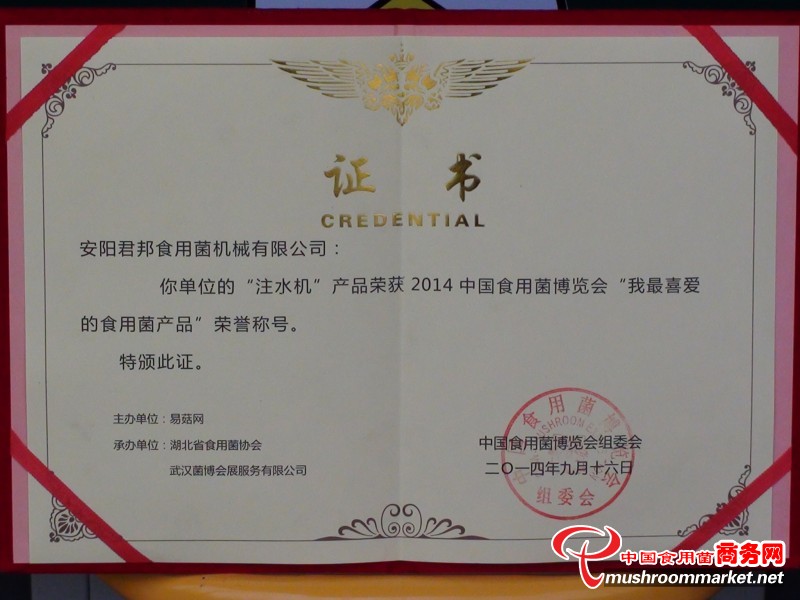 证 书
CREDENTIAL
安阳君邦食用菌机械有限公司：
你单位的“注水机”产品荣获 2014 中国食用菌博览会“我最喜爱
的食用菌产品”荣誉称号。
特颁此证。
主办单位：易菇网
承办单位：湖北省食用菌协会
武汉菌博会展服务有限公司
中国食用菌博览会组委会
二〇一四年九月十六日
中国食用菌博览会
组委会
中国食用菌商务网
mushroommarket.net